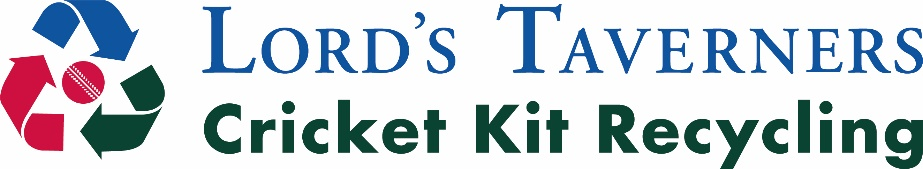 LORD'S TAVERNERS
Cricket Kit Recycling